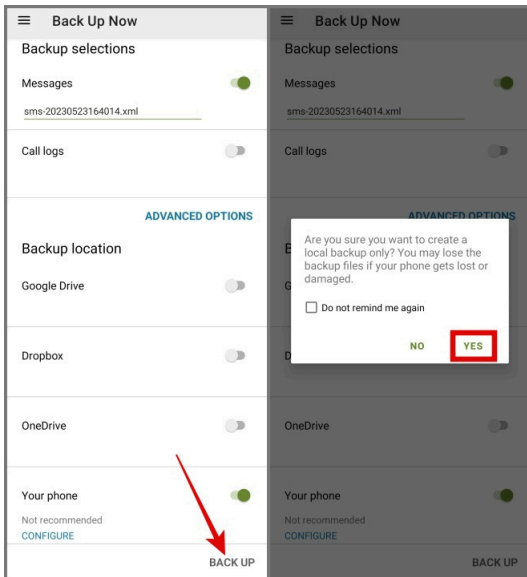 Back Up Now
Backup selections
Messages
sms-20230523164014.xml
Call logs
ADVANCED OPTIONS
Backup location
Google Drive
Dropbox
OneDrive
Your phone
Not recommended
CONFIGURE
BACK UP
Back Up Now
Backup selections
Messages
sms-20230523164014.xml
Call logs
ADVANCED OPTIONS
Are you sure you want to create a
local backup only? You may lose the
backup files if your phone gets lost or
damaged.
Do not remind me again
NO
YES
OneDrive
Your phone
Not recommended
CONFIGURE
BACK UP